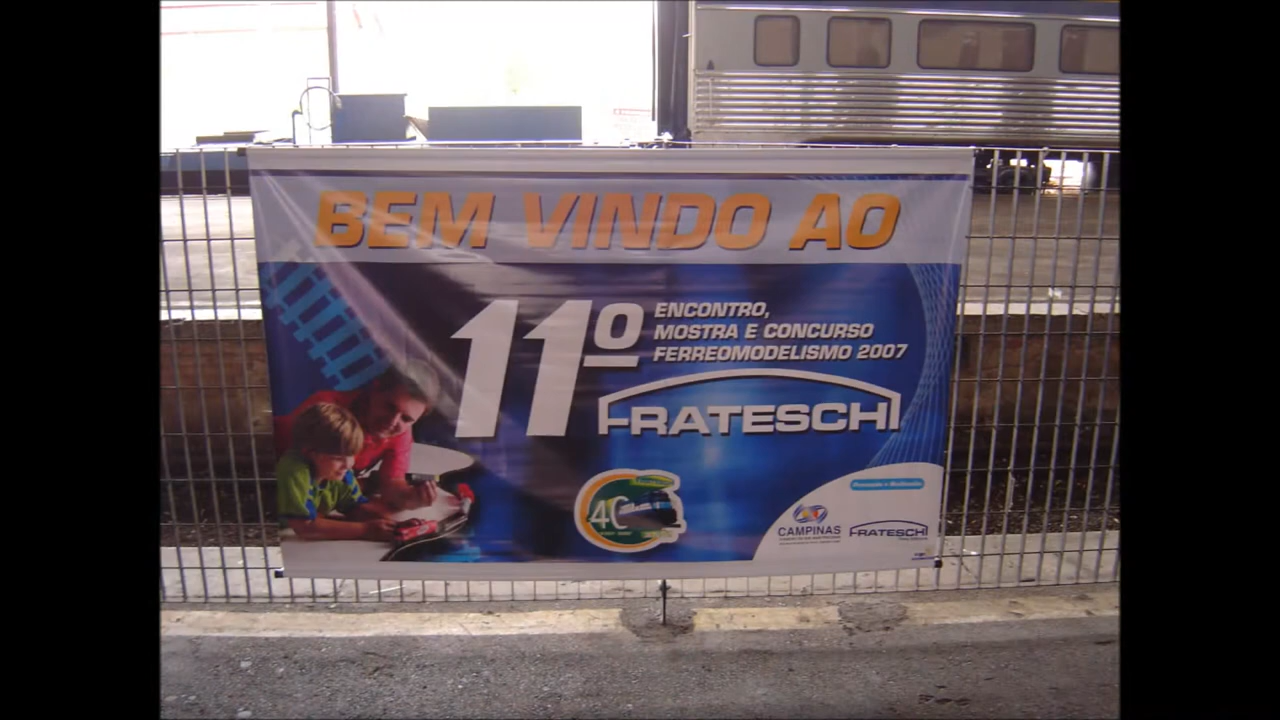 BEM VINDO AO
11º
ENCONTRO,
MOSTRA E CONCURSO
FERREOMODELISMO 2007
FRATESCHI
40
CAMPINAS
FRATESCHI